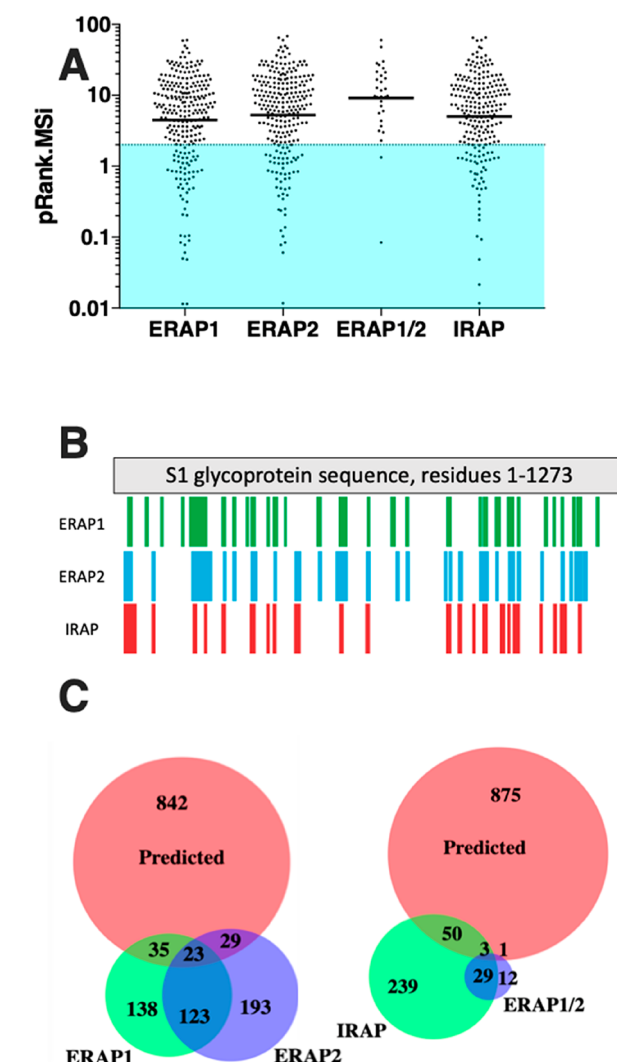 A
pRank.MSi
100
10
1
0.1
0.01
ERAP1 ERAP2 ERAP1/2 IRAP
B
S1 glycoprotein sequence, residues 1-1273
ERAP1
ERAP2
IRAP
C
842
Predicted
35
23
29
138
123
193
ERAP1
ERAP2
875
Predicted
50
3
1
239
29
12
ERAP1/2
IRAP